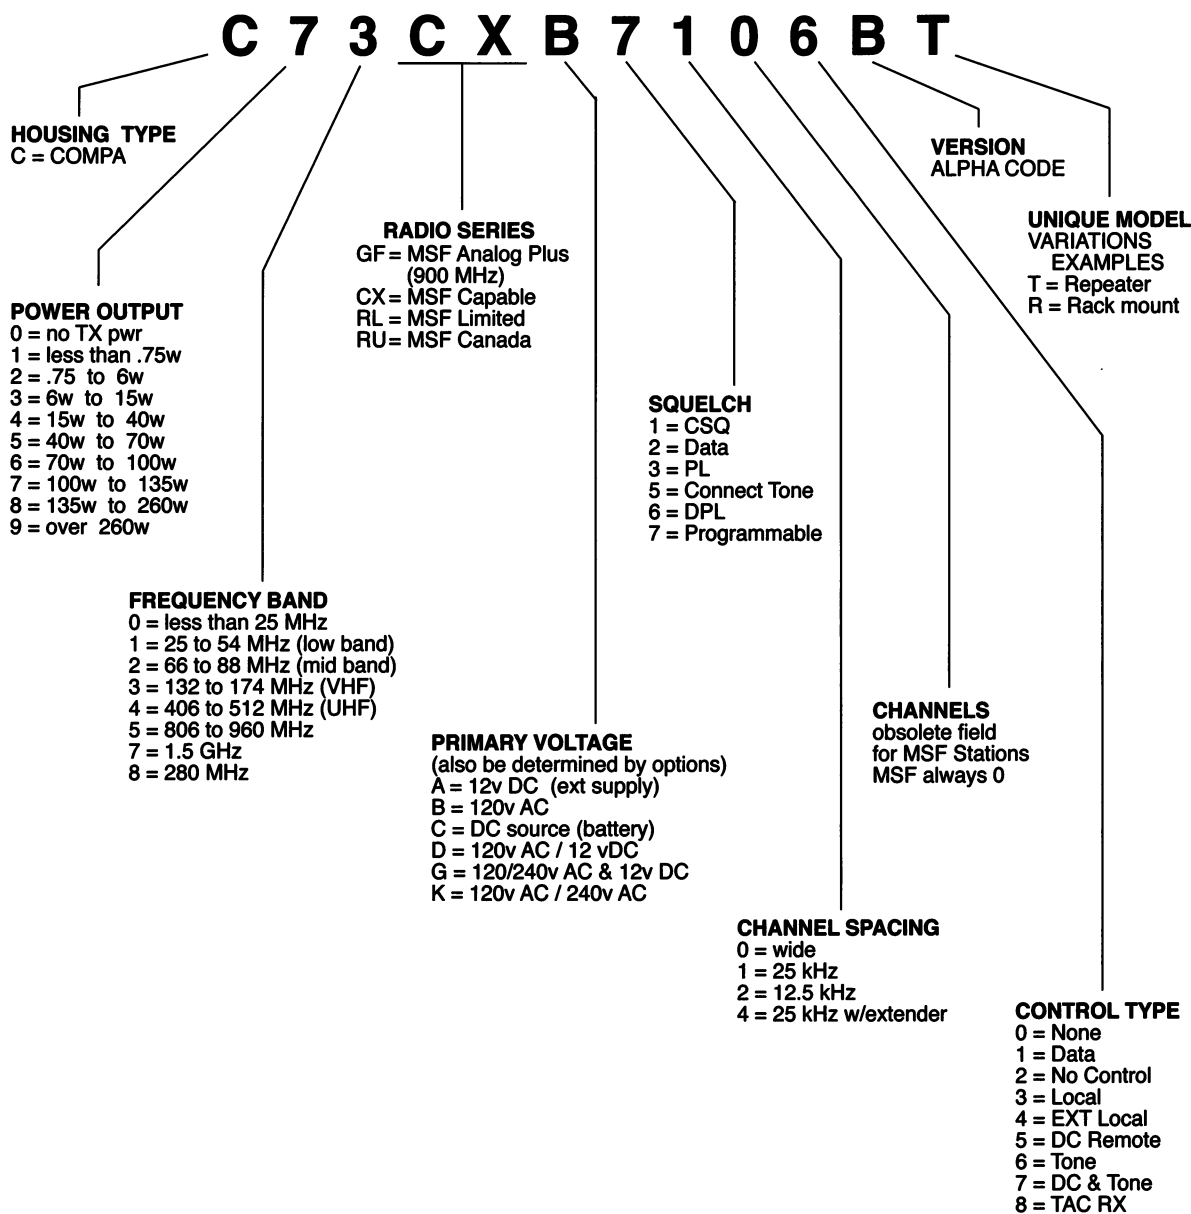 C 7 3 C X B 7 1 0 6 B T
HOUSING TYPE
C = COMPA
POWER OUTPUT
0 = no TX pwr
1 = less than .75w
2 = .75 to 6w
3 = 6w to 15w
4 = 15w to 40w
5 = 40w to 70w
6 = 70w to 100w
7 = 100w to 135w
8 = 135w to 260w
9 = over 260w
FREQUENCY BAND
0 = less than 25 MHz
1 = 25 to 54 MHz (low band)
2 = 66 to 88 MHz (mid band)
3 = 132 to 174 MHz (VHF)
4 = 406 to 512 MHz (UHF)
5 = 806 to 960 MHz
7 = 1.5 GHz
8 = 280 MHz
RADIO SERIES
GF = MSF Analog Plus
(900 MHz)
CX = MSF Capable
RL = MSF Limited
RU = MSF Canada
PRIMARY VOLTAGE
(also be determined by options)
A = 12v DC (ext supply)
B = 120v AC
C = DC source (battery)
D = 120v AC / 12 vDC
G = 120/240v AC & 12v DC
K = 120v AC / 240v AC
SQUELCH
1 = CSQ
2 = Data
3 = PL
5 = Connect Tone
6 = DPL
7 = Programmable
CHANNEL SPACING
0 = wide
1 = 25 kHz
2 = 12.5 kHz
4 = 25 kHz w/extender
CHANNELS
obsolete field
for MSF Stations
MSF always 0
CONTROL TYPE
0 = None
1 = Data
2 = No Control
3 = Local
4 = EXT Local
5 = DC Remote
6 = Tone
7 = DC & Tone
8 = TAC RX
VERSION
ALPHA CODE
UNIQUE MODEL
VARIATIONS
EXAMPLES
T = Repeater
R = Rack mount